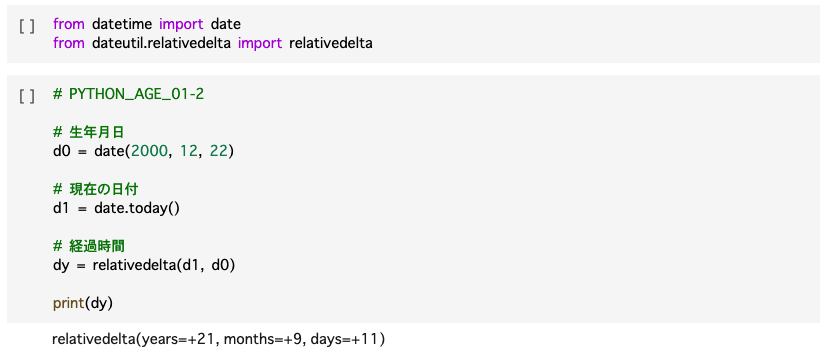 [ ] from datetime import date
from dateutil.relativedelta import relativedelta
[ ] # PYTHON_AGE_01-2
# 生年月日
d0 = date(2000, 12, 22)
# 現在の日付
d1 = date.today()
# 経過時間
dy = relativedelta(d1, d0)
print(dy)
relativedelta(years=+21, months=+9, days=+11)